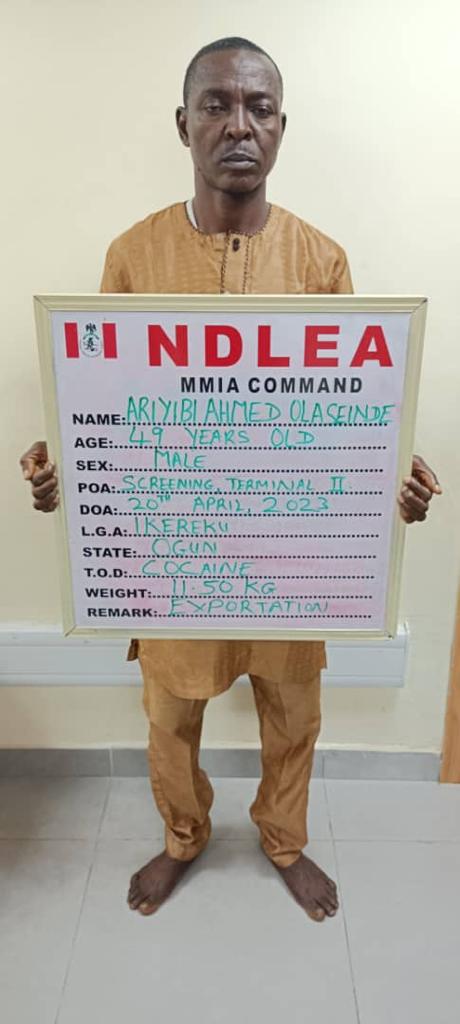 NDLEA
MMIA COMMAND
NAME: ARIYIBI AHMED OLASEINDE
AGE: 49 YEARS OLD
SEX: MALE
POA: SCREENING, TERMINAL II.
DOA: 20TH APRIL, 2023
L.G.A: IKEREKU
STATE: OGUN
T.O.D: COCAINE
WEIGHT: 11.50 KG
REMARK: EXPORTATION